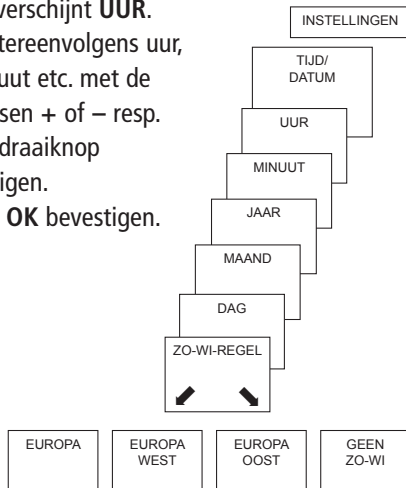 verschijnt UUR.
tereenvolgens uur,
uut etc. met de
sen + of – resp.
draaiknop
igen.
OK bevestigen.
INSTELLINGEN
TIJD/
DATUM
UUR
MINUUT
JAAR
MAAND
DAG
ZO-WI-REGEL
EUROPA
EUROPA
WEST
EUROPA
OOST
GEEN
ZO-WI